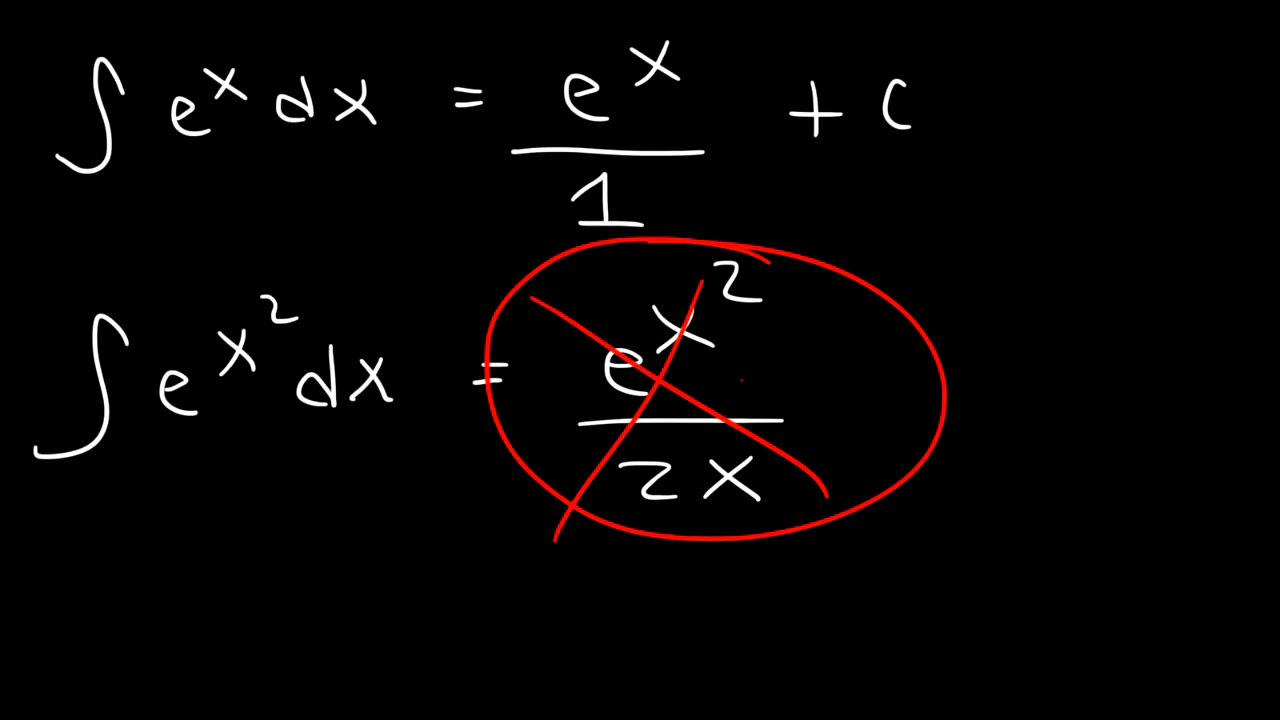 ∫ e^x dx = e^x / 1 + c
∫ e^x^2 dx = e^x^2 / 2x